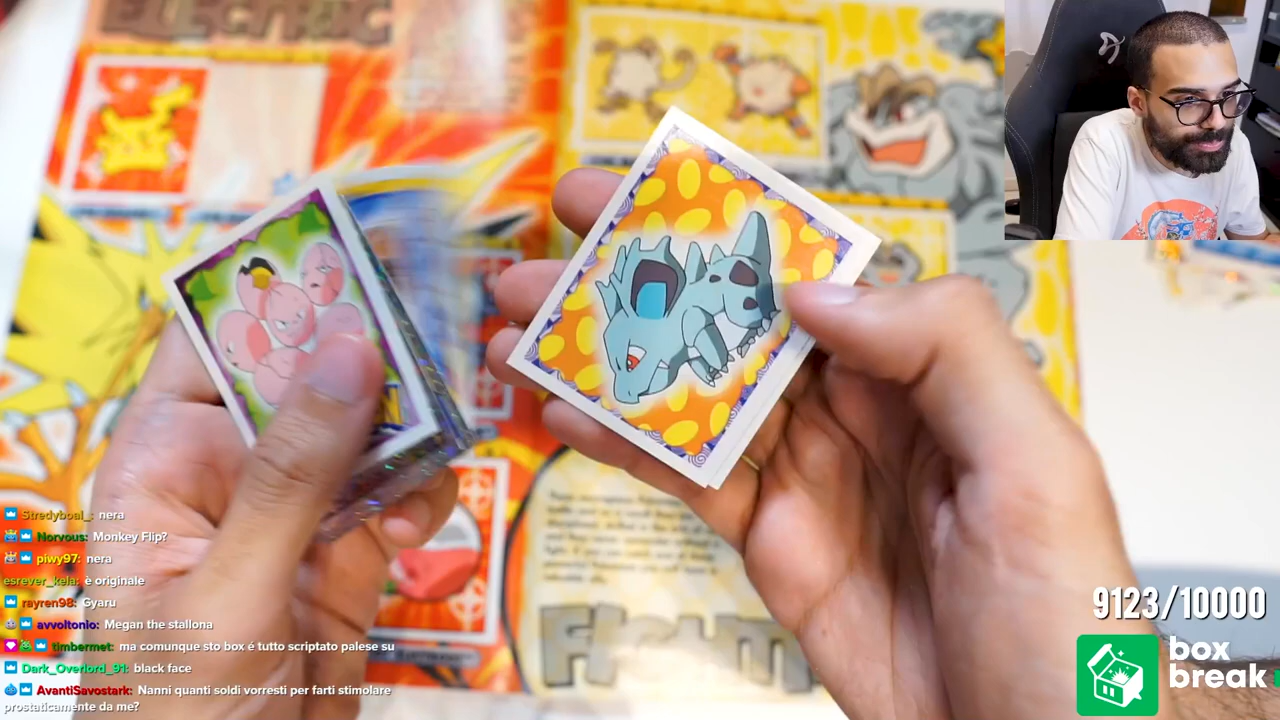 ELECTRIC
Stredyboal_: nera
Norvous: Monkey Flip?
piwy97: nera
esrever_kela: è originale
rayren98: Gyaru
avvoltonio: Megan the stallona
timbermet: ma comunque sto box é tutto scriptato palese su
Dark_Overlord_91: black face
AvantiSavostark: Nanni quanti soldi vorresti per farti stimolare
prostaticamente da me?
FIGHTING
9123/10000
box
break